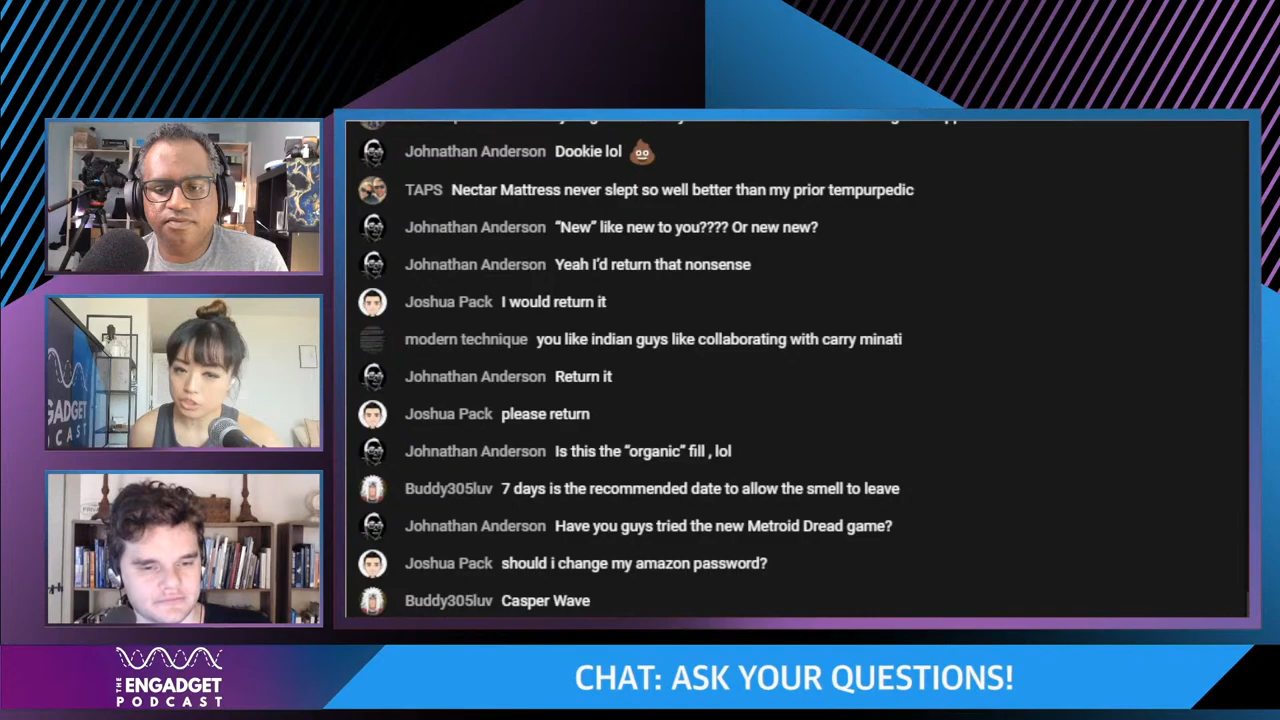 Johnathan Anderson Dookie lol
TAPS Nectar Mattress never slept so well better than my prior tempurpedic
Johnathan Anderson “New” like new to you???? Or new new?
Johnathan Anderson Yeah I'd return that nonsense
Joshua Pack I would return it
modern technique you like indian guys like collaborating with carry minati
Johnathan Anderson Return it
Joshua Pack please return
Johnathan Anderson Is this the “organic” fill , lol
Buddy305luv 7 days is the recommended date to allow the smell to leave
Johnathan Anderson Have you guys tried the new Metroid Dread game?
Joshua Pack should i change my amazon password?
Buddy305luv Casper Wave
NGADGET
DCAST
THE ENGADGET
PODCAST
CHAT: ASK YOUR QUESTIONS!